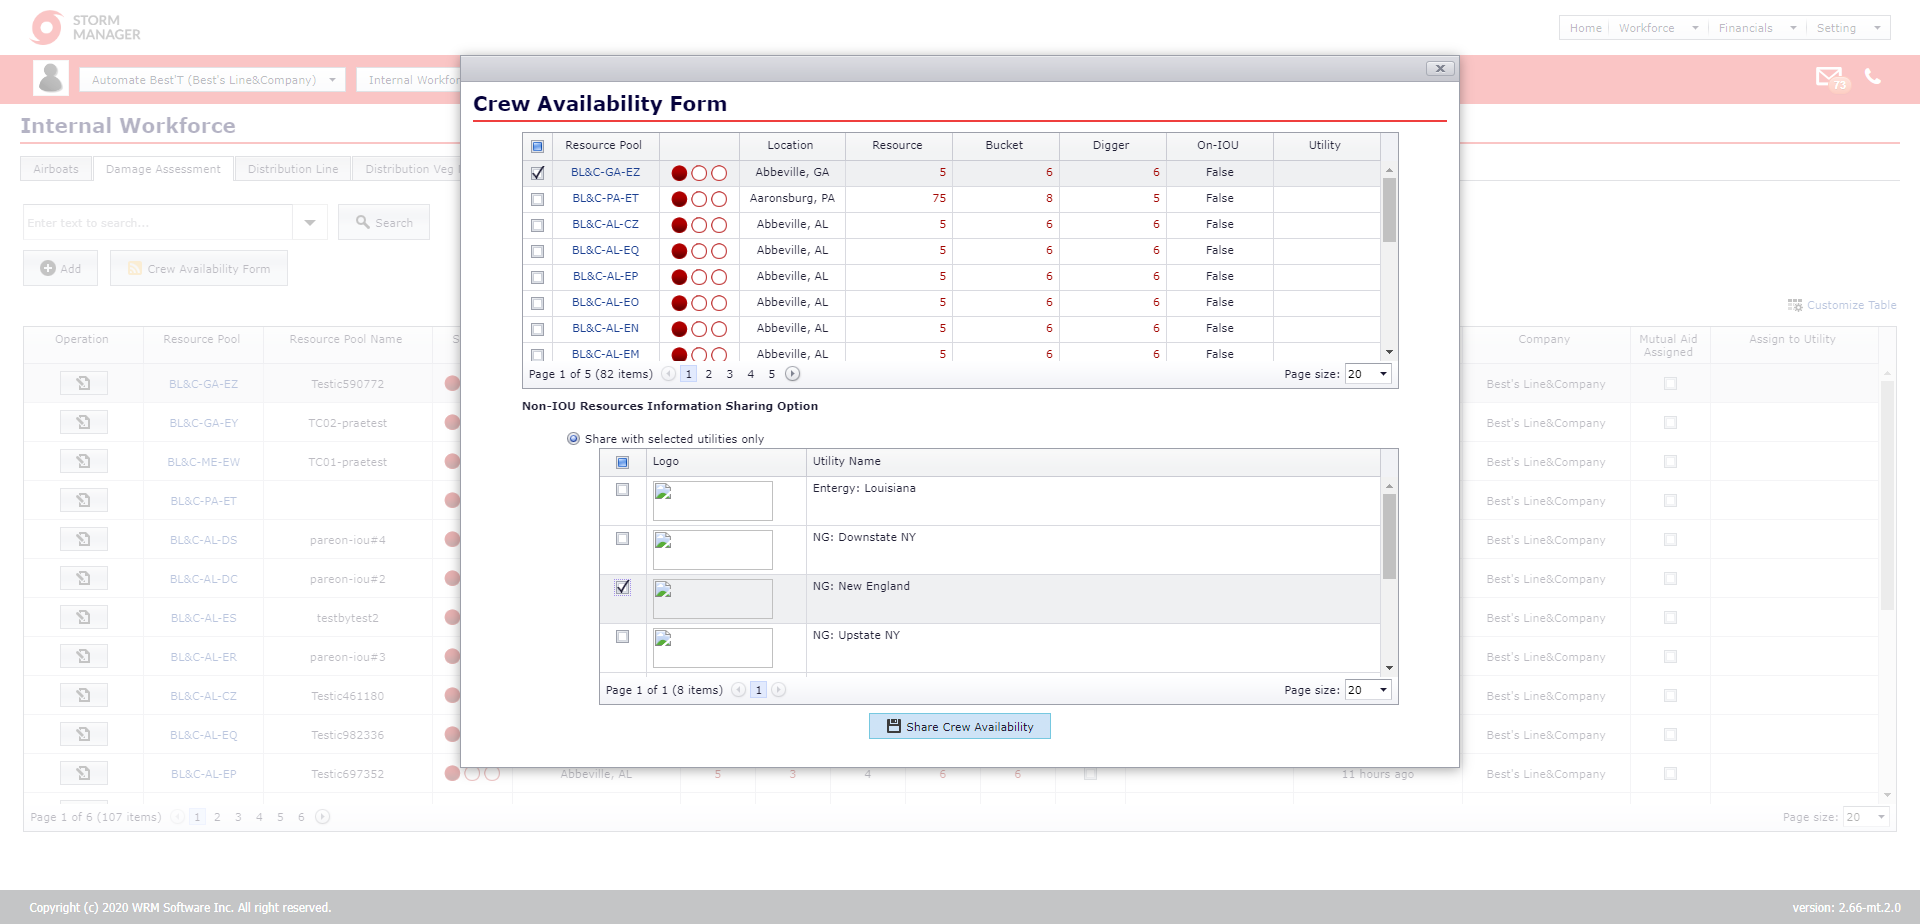 STORM
MANAGER
Home Workforce Financials Setting
Automate Best'T (Best's Line&Company) Internal
73
Internal Workforce
Airboats Damage Assessment Distribution Line Distribution Veg
Enter text to search... Search
Add Crew Availability Form
Customize Table
Operation Resource Pool Resource Pool Name Company Mutual Aid Assigned Assign to Utility
BL&C-GA-EZ Testic590772 Best's Line&Company
BL&C-GA-EY TC02-praetest Best's Line&Company
BL&C-ME-EW TC01-praetest Best's Line&Company
BL&C-PA-ET Best's Line&Company
BL&C-AL-DS pareon-iou#4 Best's Line&Company
BL&C-AL-DC pareon-iou#2 Best's Line&Company
BL&C-AL-ES testbytest2 Best's Line&Company
BL&C-AL-ER pareon-iou#3 Best's Line&Company
BL&C-AL-CZ Testic461180 Best's Line&Company
BL&C-AL-EQ Testic982336 Best's Line&Company
BL&C-AL-EP Testic697352 Abbeville, AL 5 3 4 6 6 11 hours ago Best's Line&Company
Page 1 of 6 (107 items) 1 2 3 4 5 6 Page size: 20
Crew Availability Form
Resource Pool Location Resource Bucket Digger On-IOU Utility
BL&C-GA-EZ Abbeville, GA 5 6 6 False
BL&C-PA-ET Aaronsburg, PA 75 8 5 False
BL&C-AL-CZ Abbeville, AL 5 6 6 False
BL&C-AL-EQ Abbeville, AL 5 6 6 False
BL&C-AL-EP Abbeville, AL 5 6 6 False
BL&C-AL-EO Abbeville, AL 5 6 6 False
BL&C-AL-EN Abbeville, AL 5 6 6 False
BL&C-AL-EM Abbeville, AL 5 6 6 False
Page 1 of 5 (82 items) 1 2 3 4 5 Page size: 20
Non-IOU Resources Information Sharing Option
Share with selected utilities only
Logo Utility Name
Entergy: Louisiana
NG: Downstate NY
NG: New England
NG: Upstate NY
Page 1 of 1 (8 items) 1 Page size: 20
Share Crew Availability
Copyright (c) 2020 WRM Software Inc. All right reserved. version: 2.66-mt.2.0